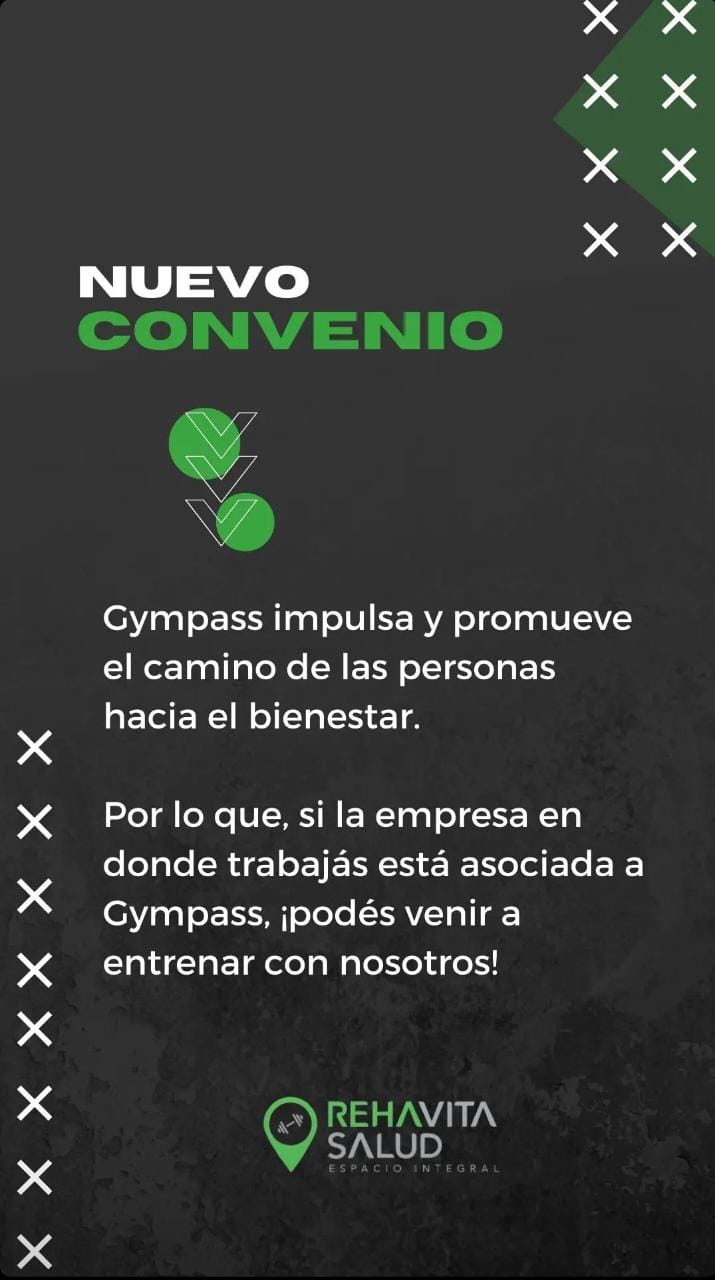 NUEVO
CONVENIO
Gympass impulsa y promueve
el camino de las personas
hacia el bienestar.
Por lo que, si la empresa en
donde trabajás está asociada a
Gympass, ¡podés venir a
entrenar con nosotros!
REHAVITA
SALUD
ESPACIO INTEGRAL